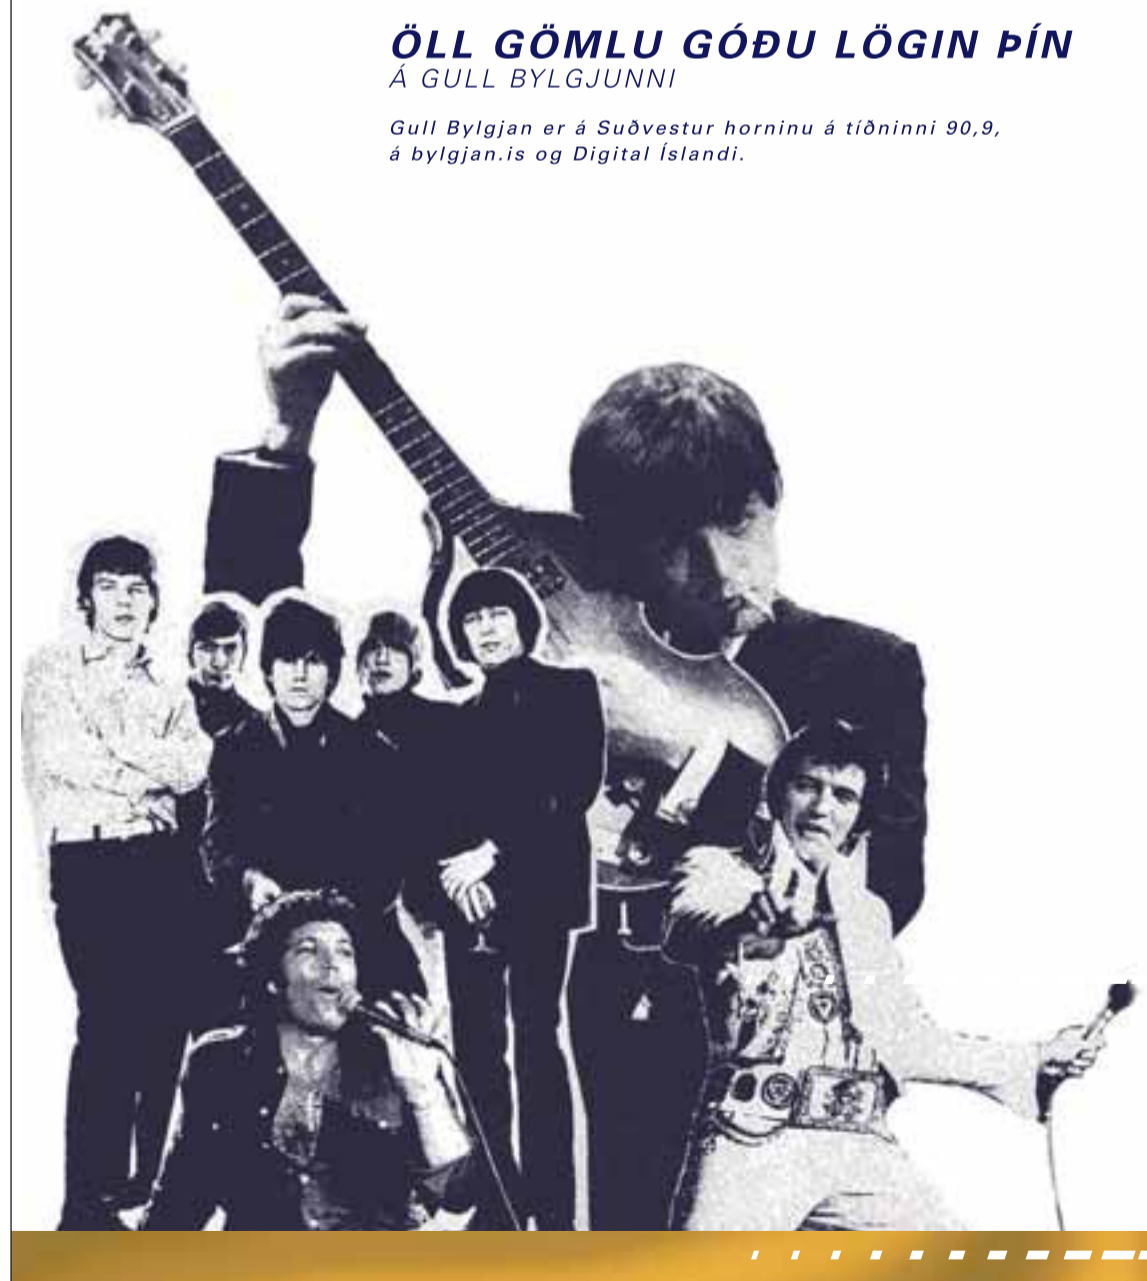 ÖLL GÖMLU GÓÐU LÖGIN ÞÍN
Á GULL BYLGJUNNI
Gull Bylgjan er á Suðvestur horninu á tíðninni 90,9,
á bylgjan.is og Digital Íslandi.